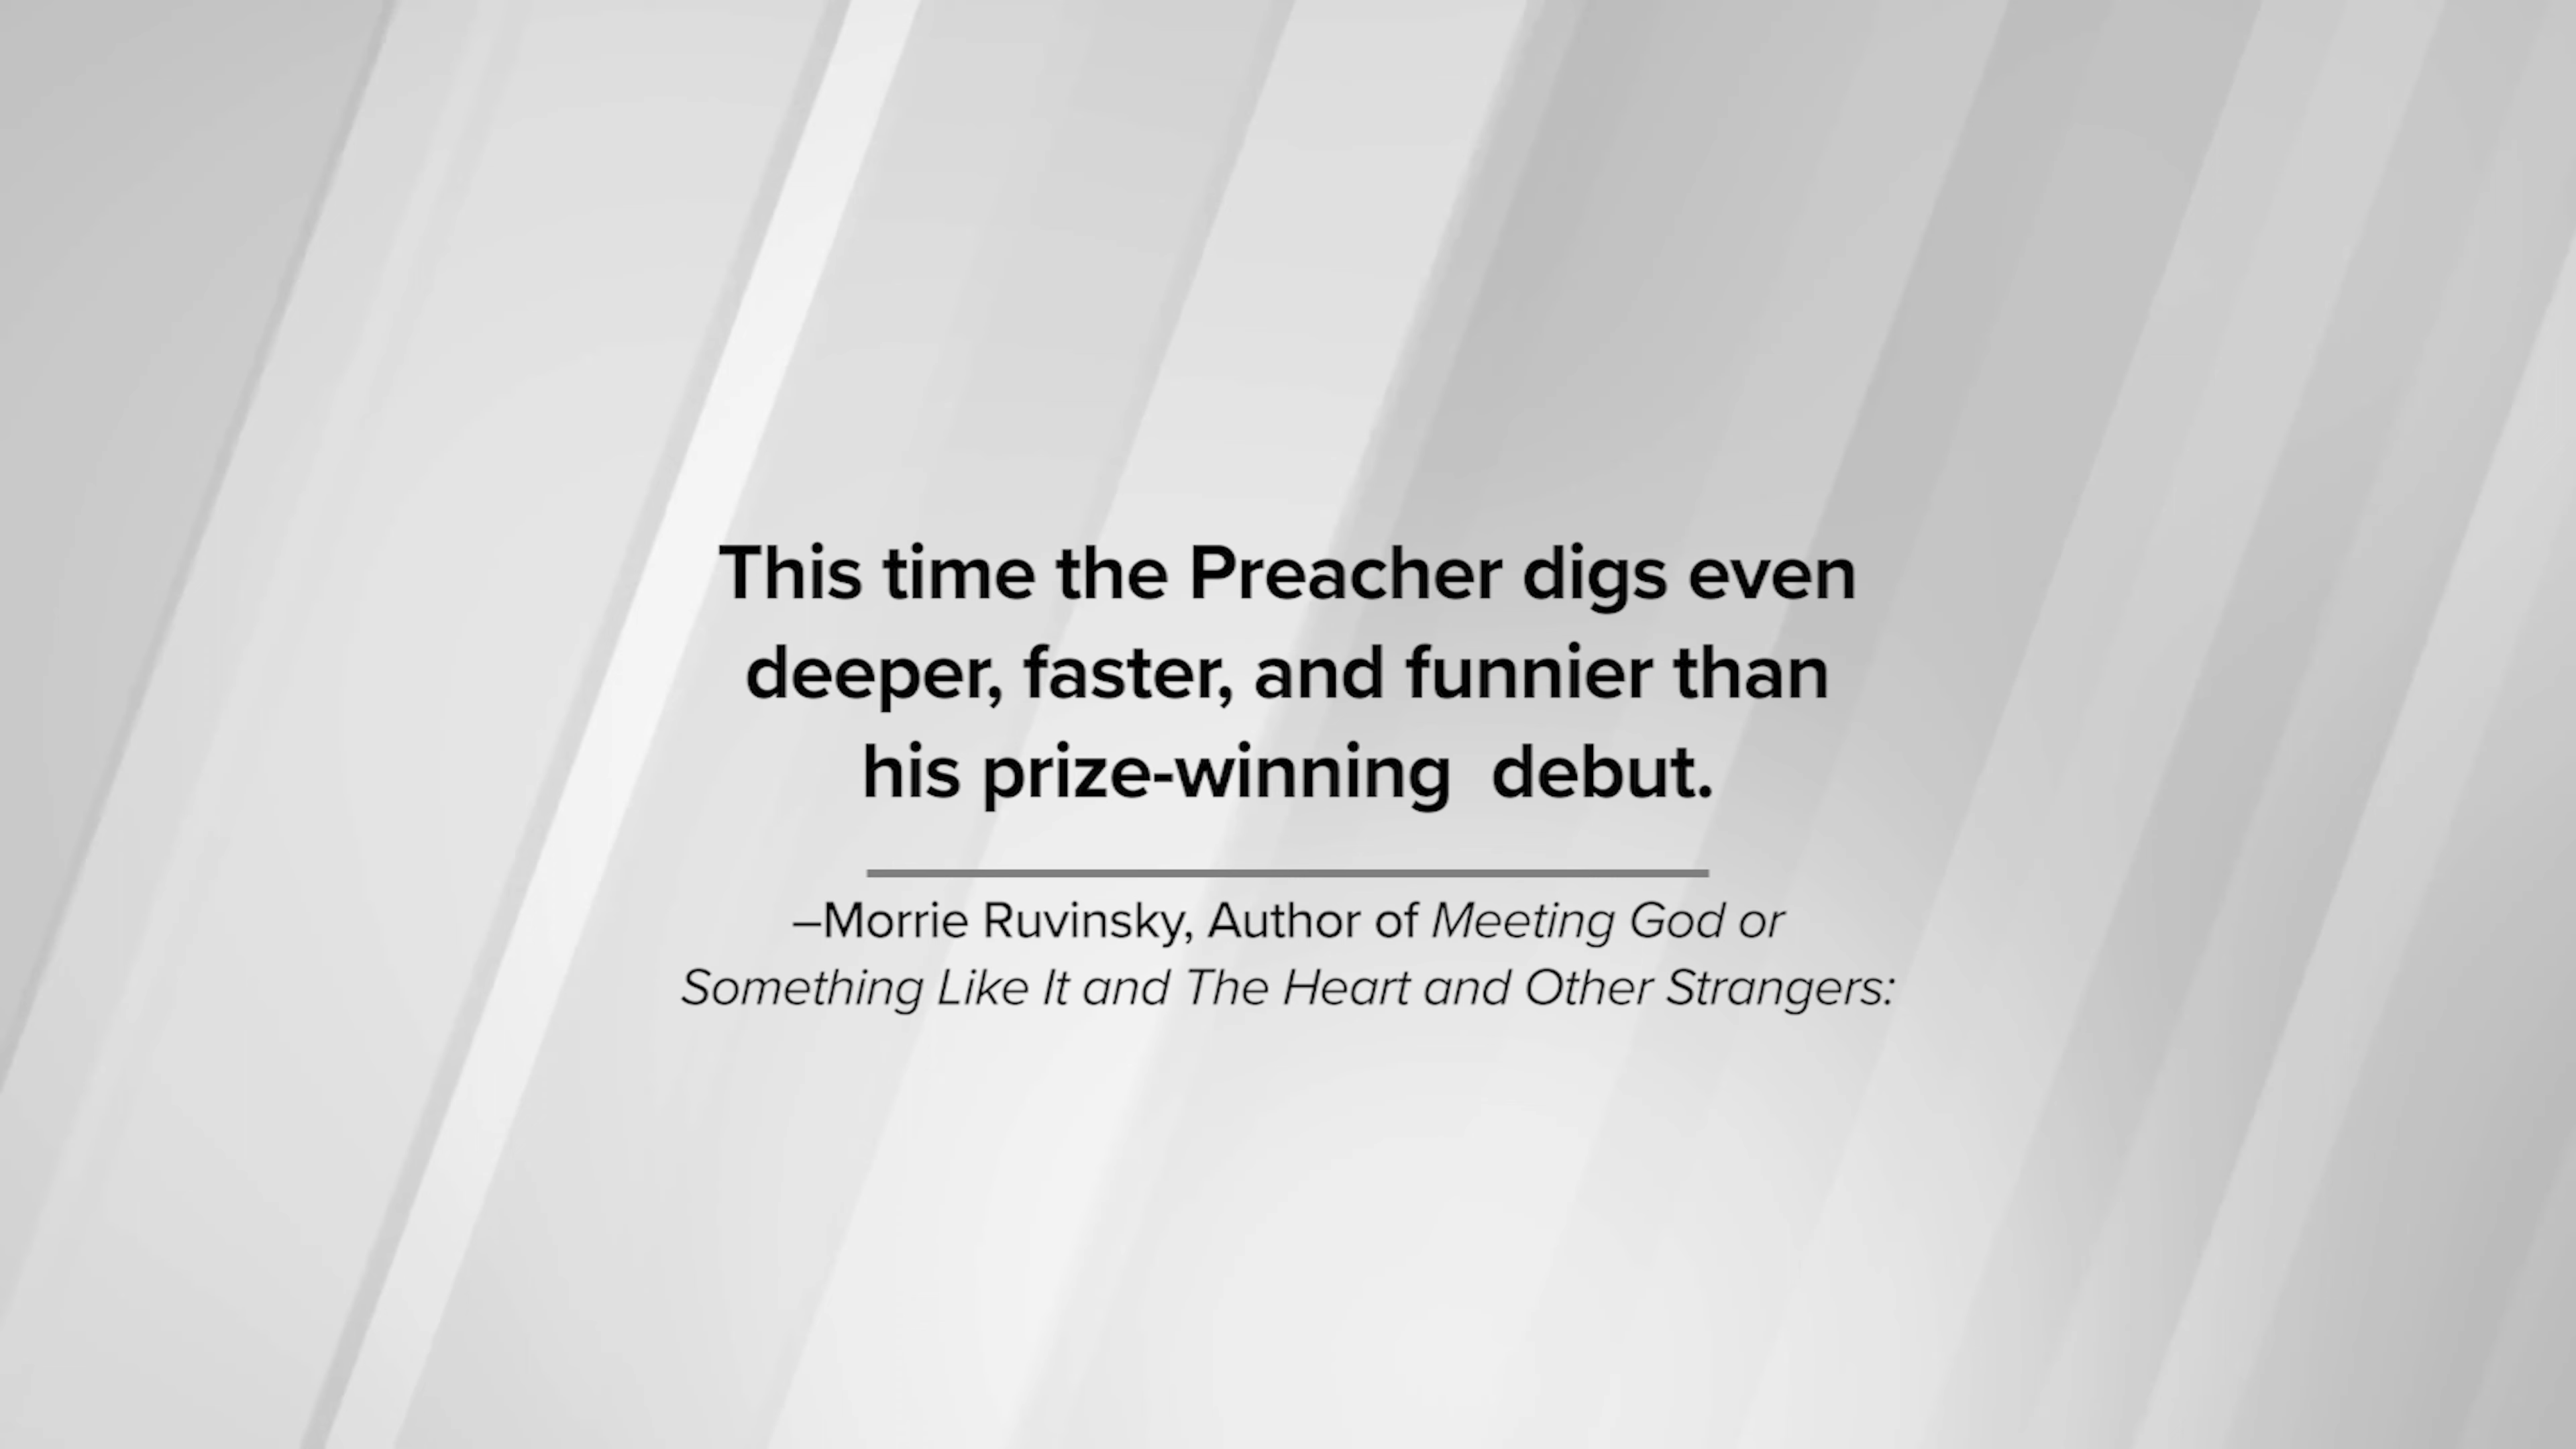 This time the Preacher digs even
deeper, faster, and funnier than
his prize-winning  debut.
–Morrie Ruvinsky, Author of Meeting God or
Something Like It and The Heart and Other Strangers: